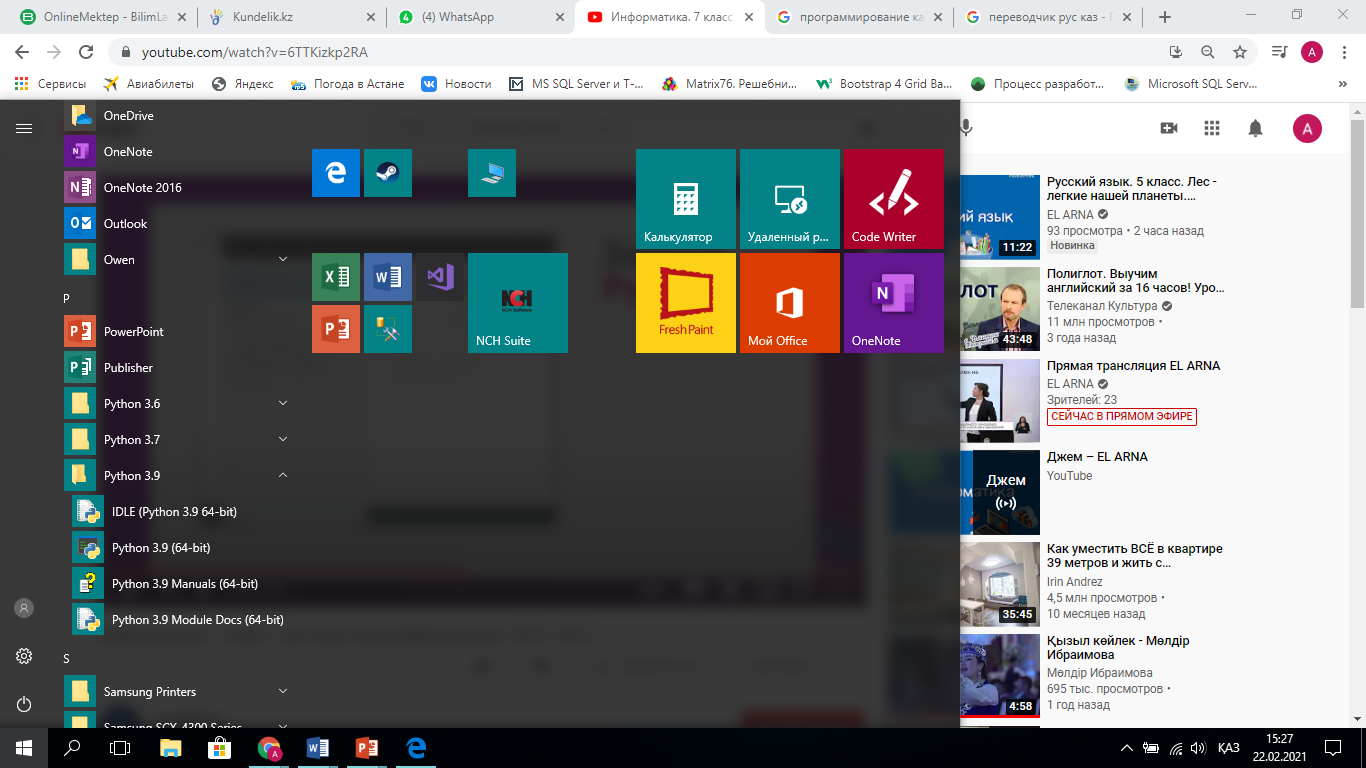 OnlineMektep - BilimLa
Kundelik.kz
(4) WhatsApp
Информатика. 7 класс.
программирование ка
переводчик рус каз -
youtube.com/watch?v=6TTKizkp2RA
Сервисы
Авиабилеты
Яндекс
Погода в Астане
Новости
MS SQL Server и T-...
Matrix76. Решебни...
Bootstrap 4 Grid Ba...
Процесс разработ...
Microsoft SQL Serv...
OneDrive
OneNote
OneNote 2016
Outlook
Owen
P
PowerPoint
Publisher
Python 3.6
Python 3.7
Python 3.9
IDLE (Python 3.9 64-bit)
Python 3.9 (64-bit)
Python 3.9 Manuals (64-bit)
Python 3.9 Module Docs (64-bit)
S
Samsung Printers
Samsung SCX-4300 Series
NCH
NCH Suite
Калькулятор
Удаленный р...
Code Writer
Fresh Paint
Мой Office
OneNote
A
Русский язык. 5 класс. Лес -
легкие нашей планеты....
EL ARNA
93 просмотра • 2 часа назад
Новинка
11:22
Полиглот. Выучим
английский за 16 часов! Уро...
Телеканал Культура
11 млн просмотров •
3 года назад
43:48
Прямая трансляция EL ARNA
EL ARNA
Зрителей: 23
СЕЙЧАС В ПРЯМОМ ЭФИРЕ
Джем
Джем – EL ARNA
YouTube
Как уместить ВСЁ в квартире
39 метров и жить с...
Irin Andrez
4,5 млн просмотров •
10 месяцев назад
35:45
Қызыл көйлек - Мөлдір
Ибраимова
Мөлдір Ибраимова
695 тыс. просмотров •
1 год назад
4:58
ҚАЗ
15:27
22.02.2021